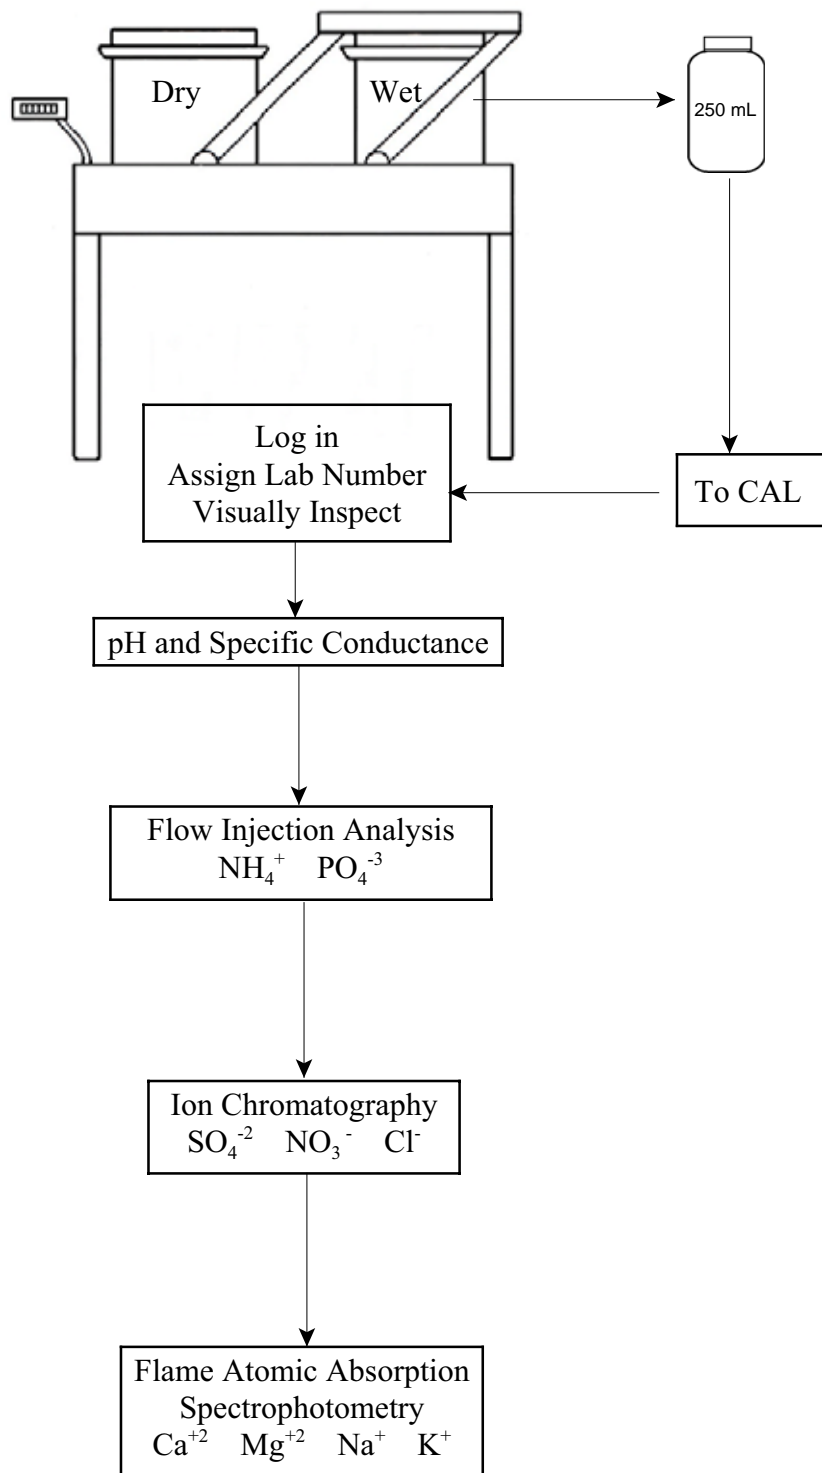 Dry
Wet
250 mL
To CAL
Log in
Assign Lab Number
Visually Inspect
pH and Specific Conductance
Flow Injection Analysis
NH₄⁺ PO₄⁻³
Ion Chromatography
SO₄⁻² NO₃⁻ Cl⁻
Flame Atomic Absorption
Spectrophotometry
Ca⁺² Mg⁺² Na⁺ K⁺